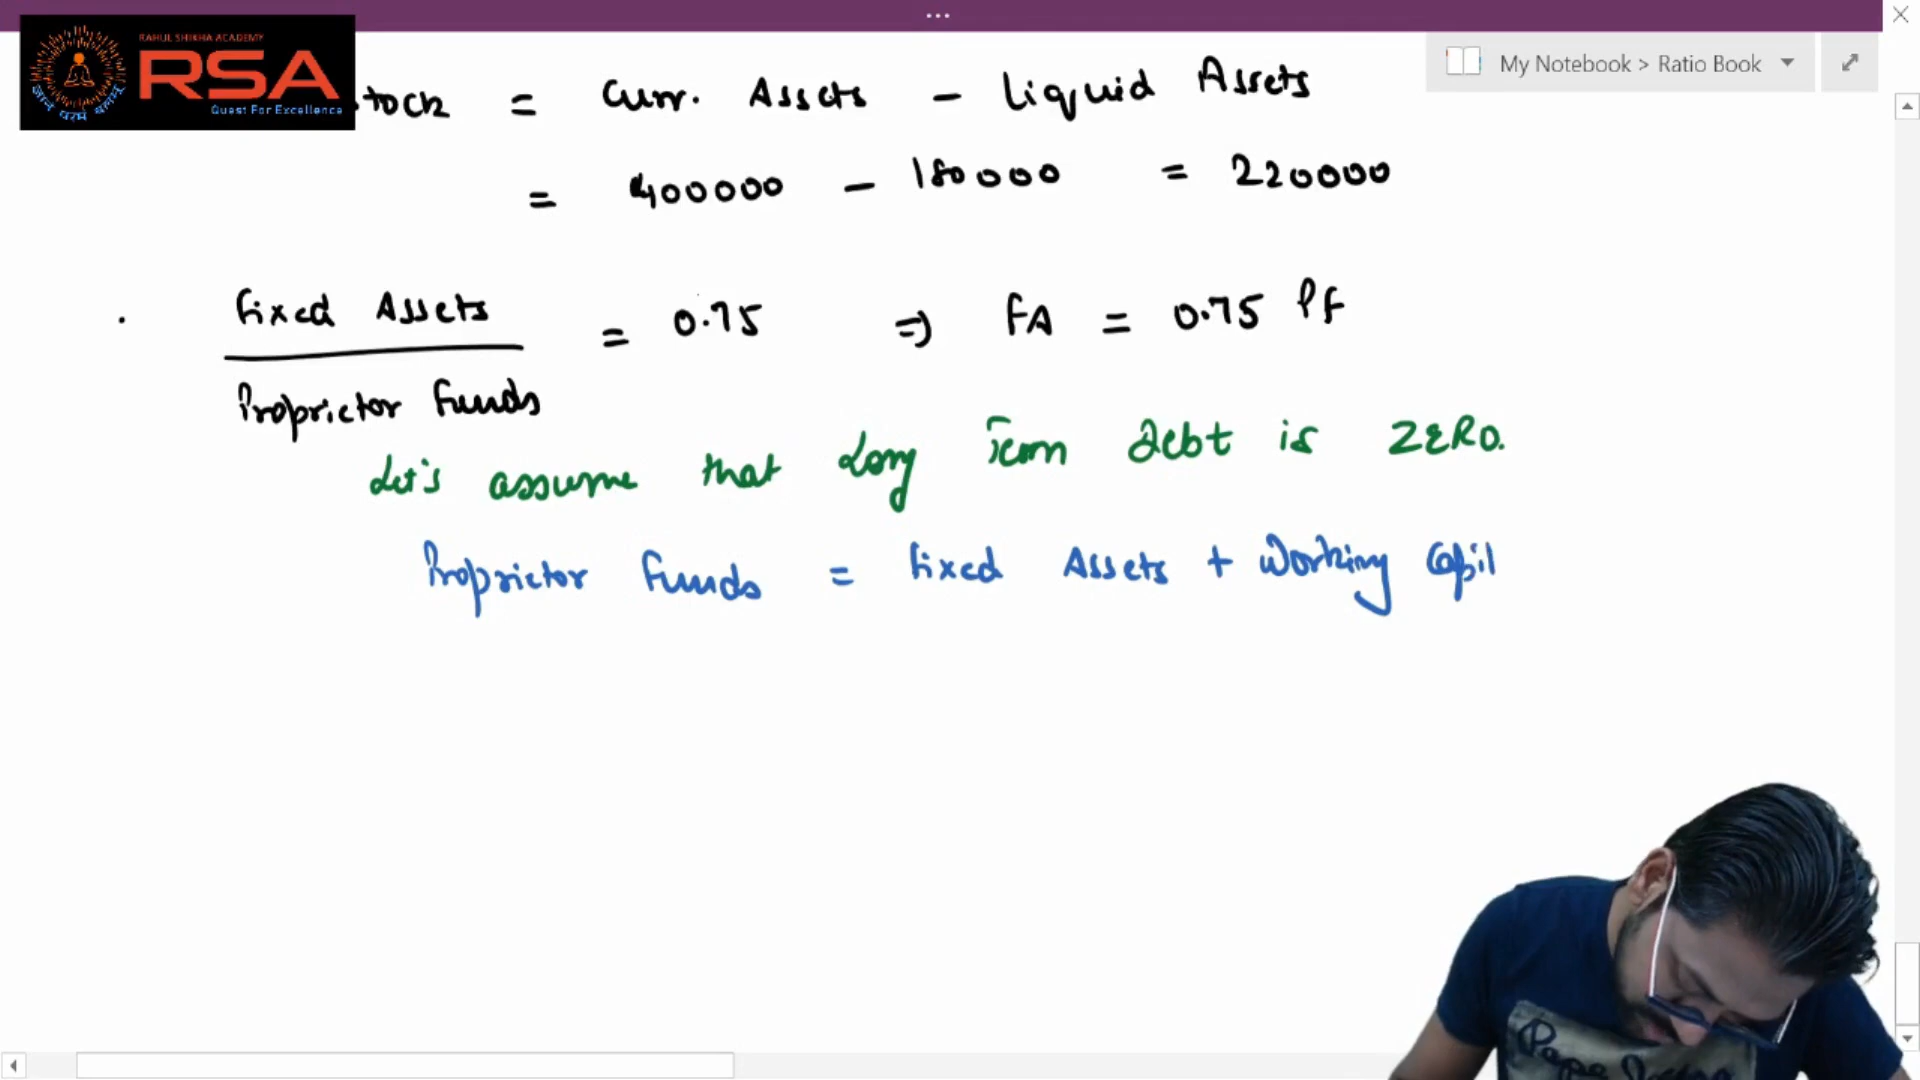 ...
My Notebook > Ratio Book
RAHUL SHIKHA ACADEMY
RSA
Quest For Excellence
tock = Curr. Assets - Liquid Assets
= 400000 - 180000 = 220000
Fixed Assets
Proprietor Funds
= 0.75 => FA = 0.75 PF
Let's assume that Long Term Debt is ZERO.
Proprietor Funds = Fixed Assets + Working